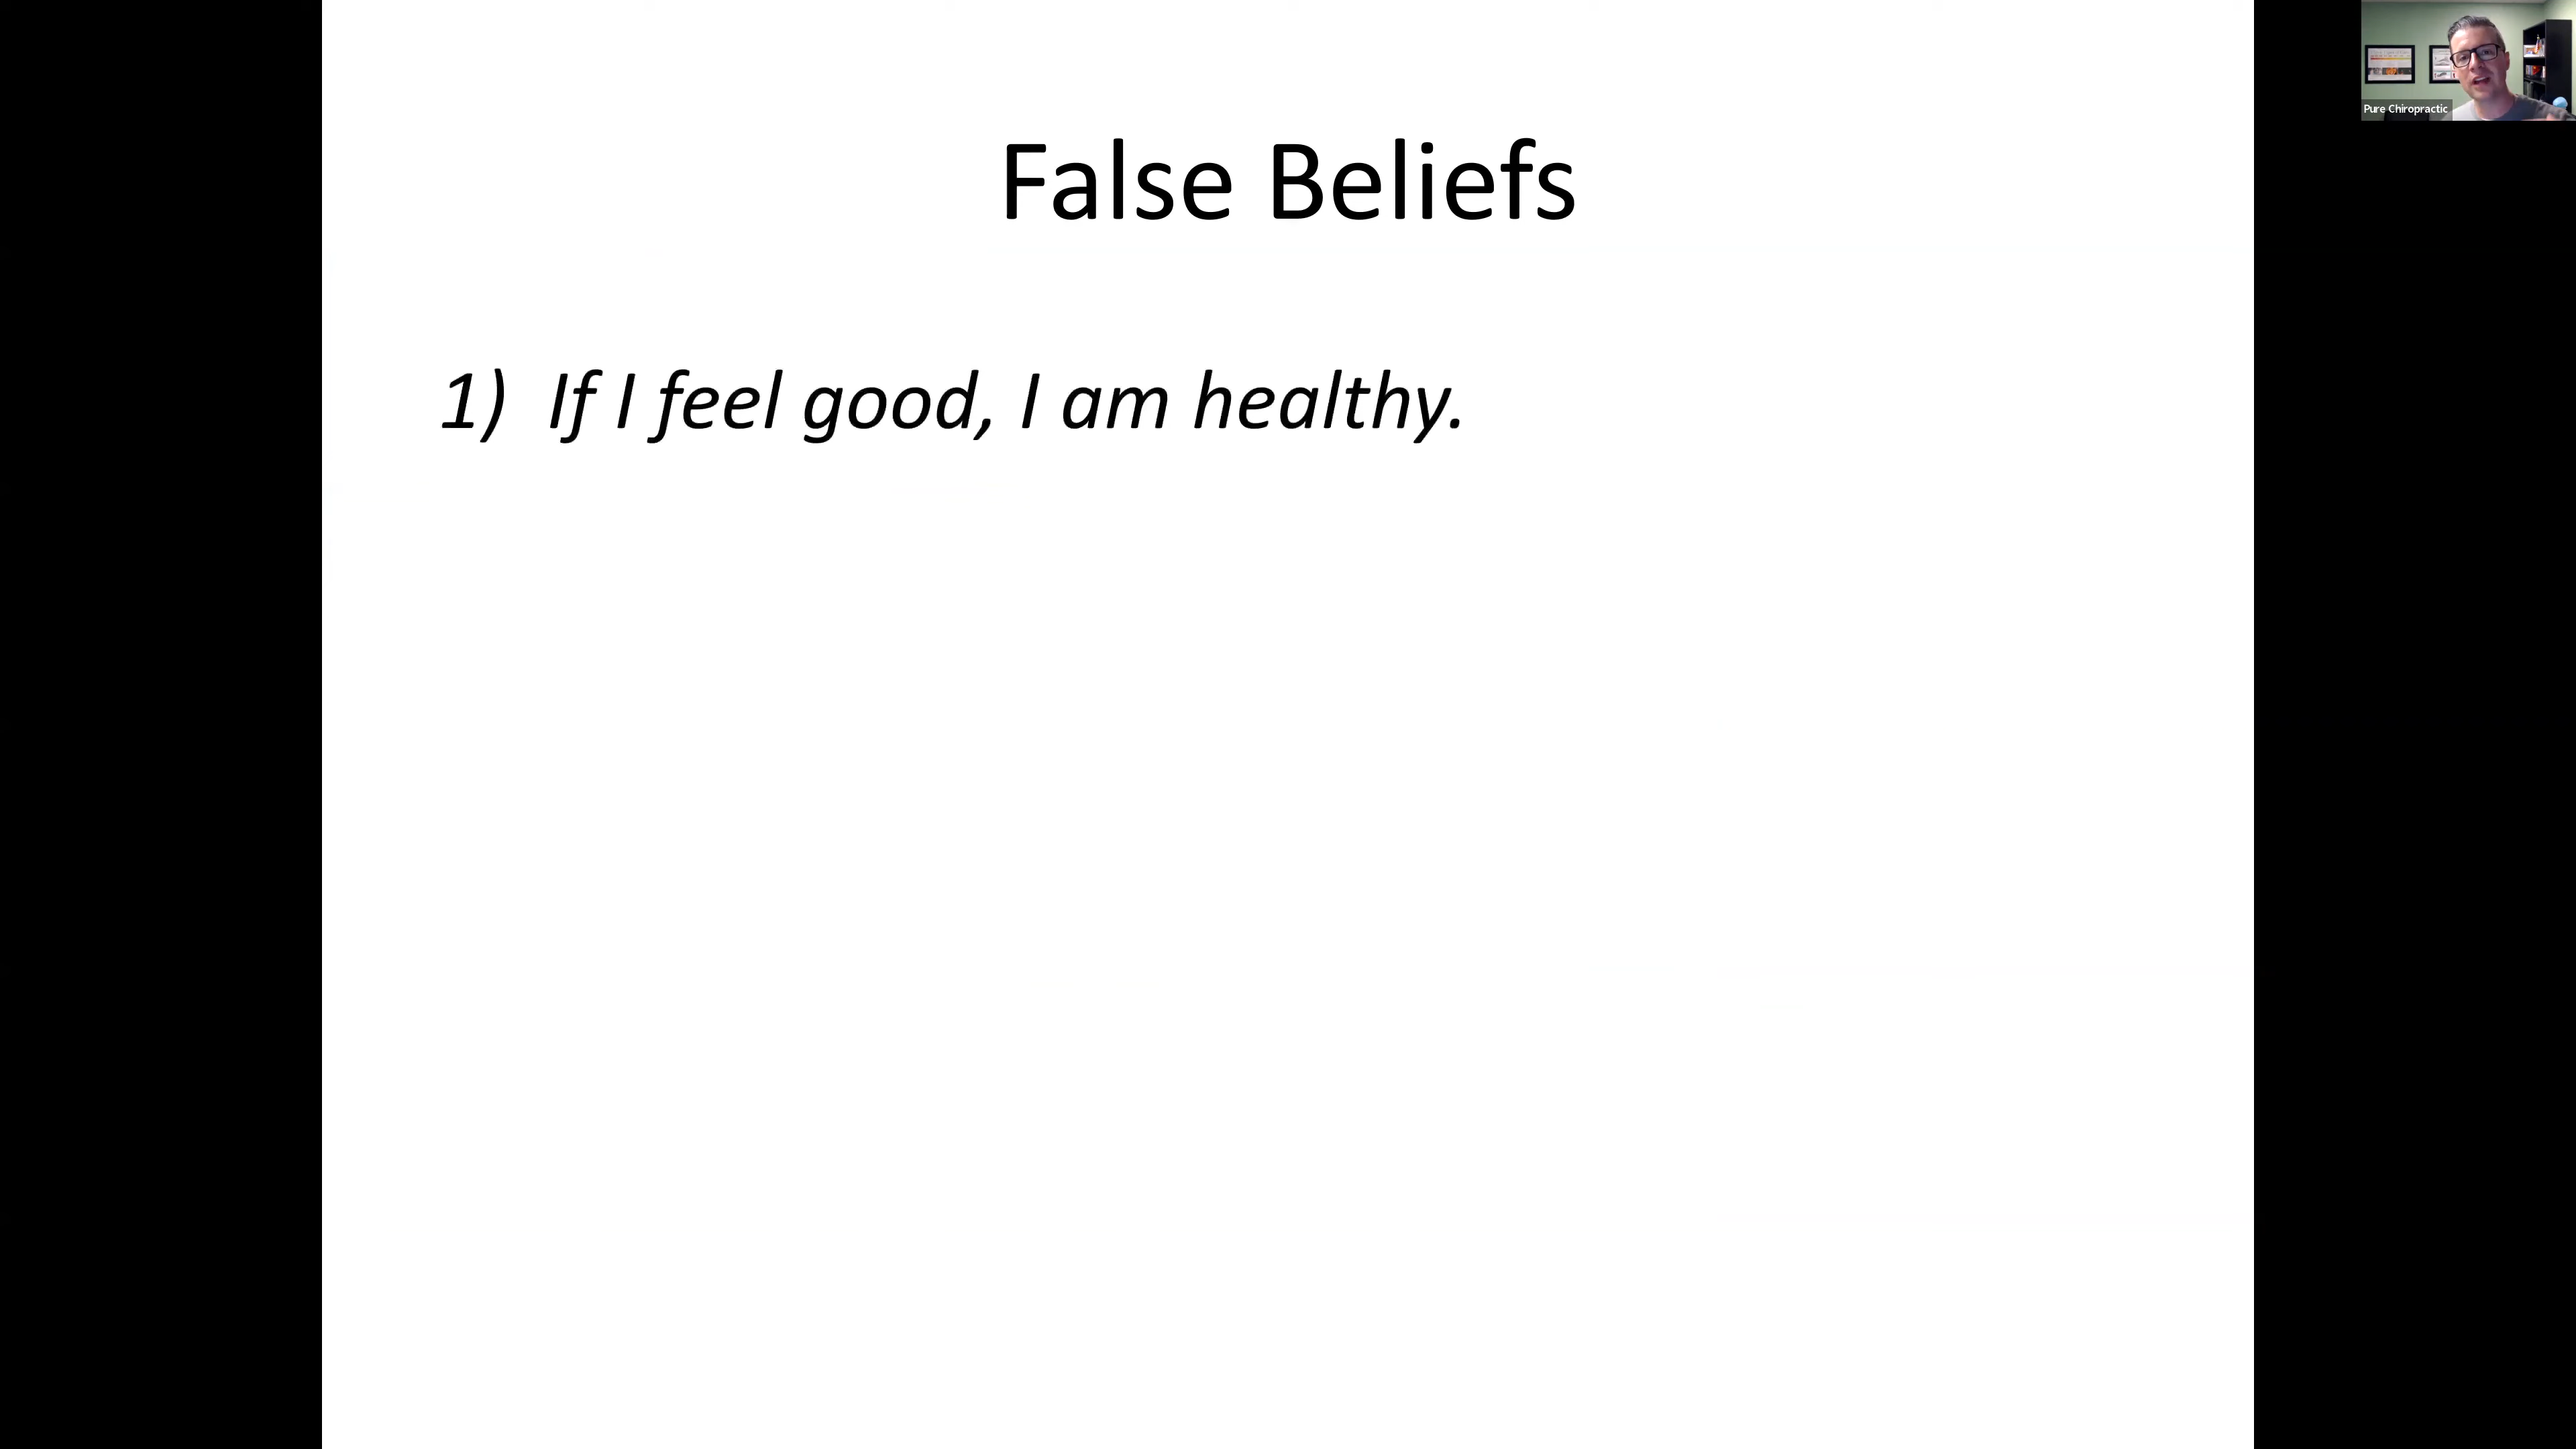 False Beliefs
1) If I feel good, I am healthy.
Pure Chiropractic